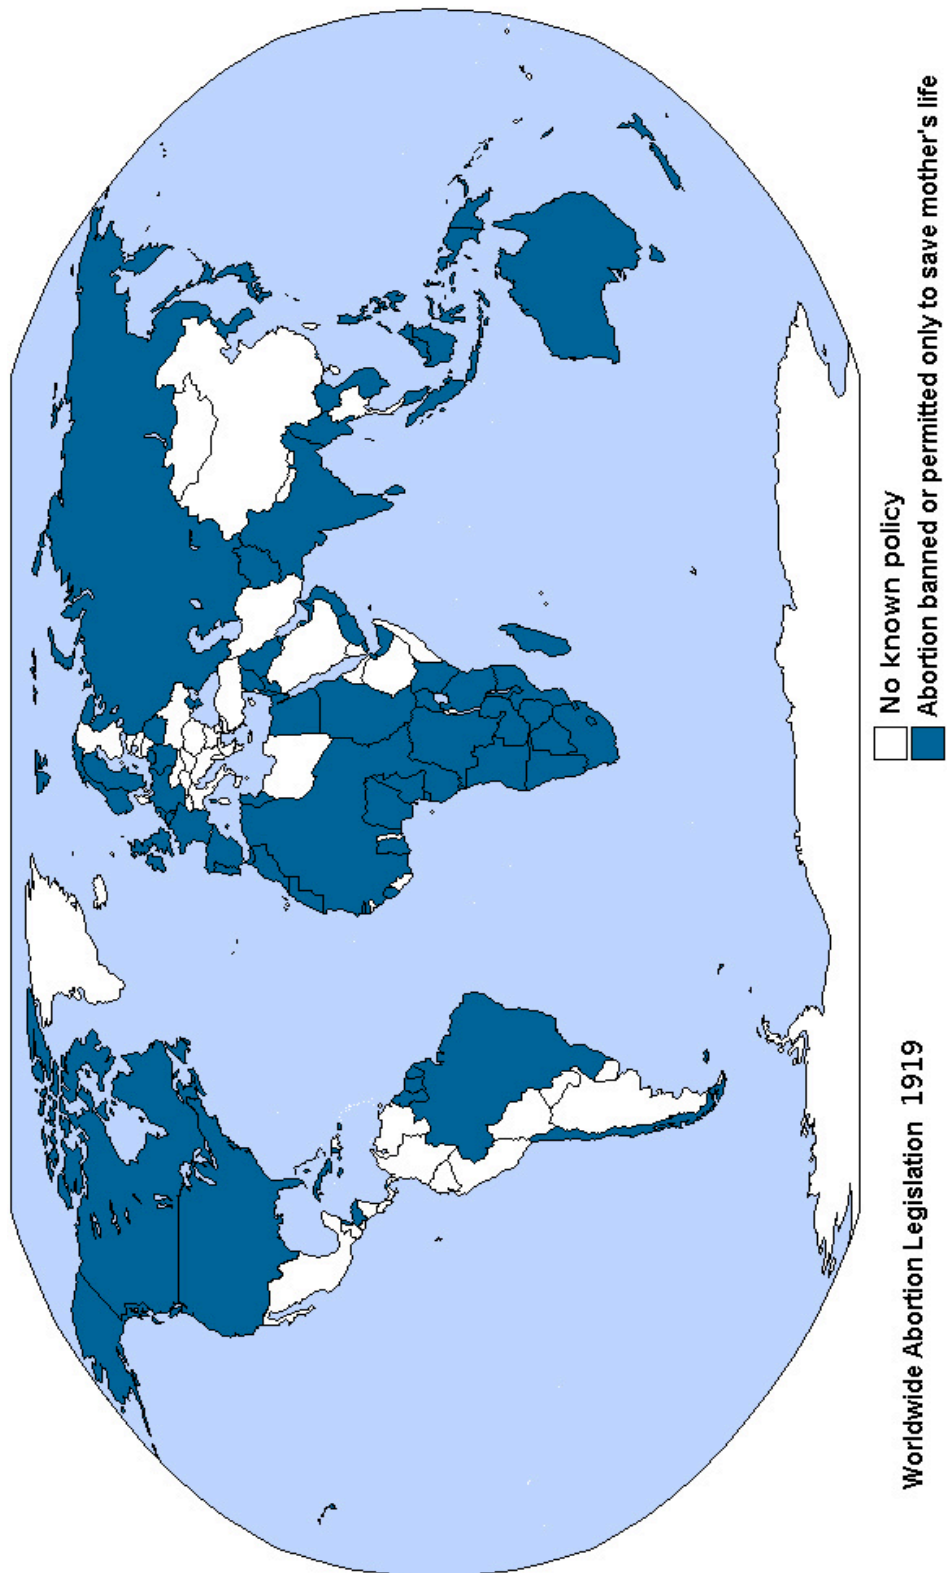 Worldwide Abortion Legislation 1919
No known policy
Abortion banned or permitted only to save mother's life